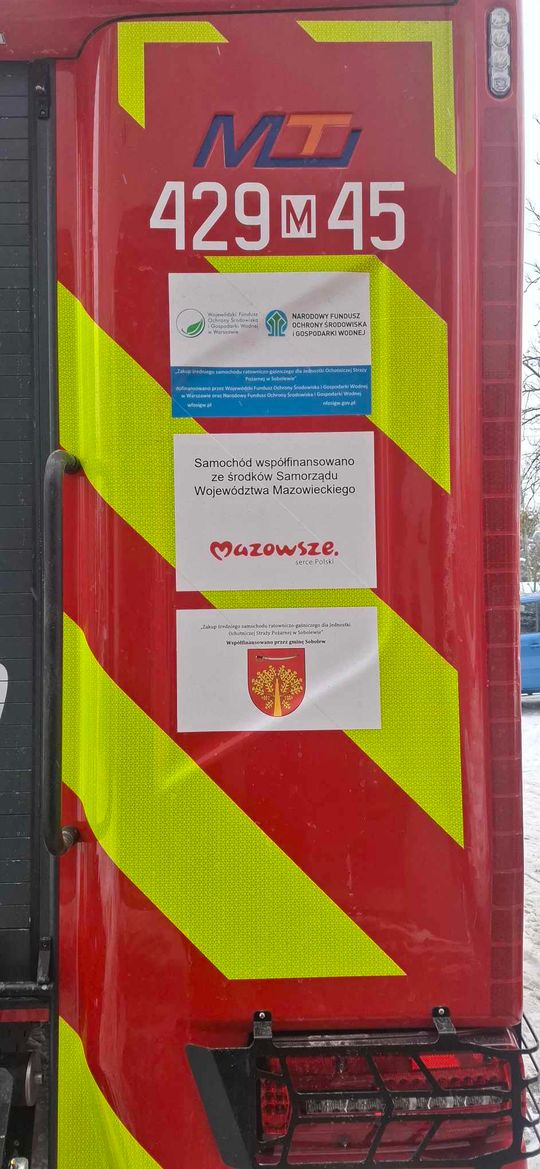 MTJ
429 M 45
Wojewódzki Fundusz
Ochrony Środowiska
i Gospodarki Wodnej
w Warszawie
NARODOWY FUNDUSZ
OCHRONY ŚRODOWISKA
I GOSPODARKI WODNEJ
„Zakup średniego samochodu ratowniczo-gaśniczego dla Jednostki Ochotniczej Straży
Pożarnej w Sobolewie"
dofinansowano przez Wojewódzki Fundusz Ochrony Środowiska i Gospodarki Wodnej
w Warszawie oraz Narodowy Fundusz Ochrony Środowiska i Gospodarki Wodnej
wfosigw.pl nfosigw.gov.pl
Samochód współfinansowano
ze środków Samorządu
Województwa Mazowieckiego
Mazowsze.
serce Polski
„Zakup średniego samochodu ratowniczo-gaśniczego dla Jednostki
Ochotniczej Straży Pożarnej w Sobolewie"
Współfinansowano przez gminę Sobolew